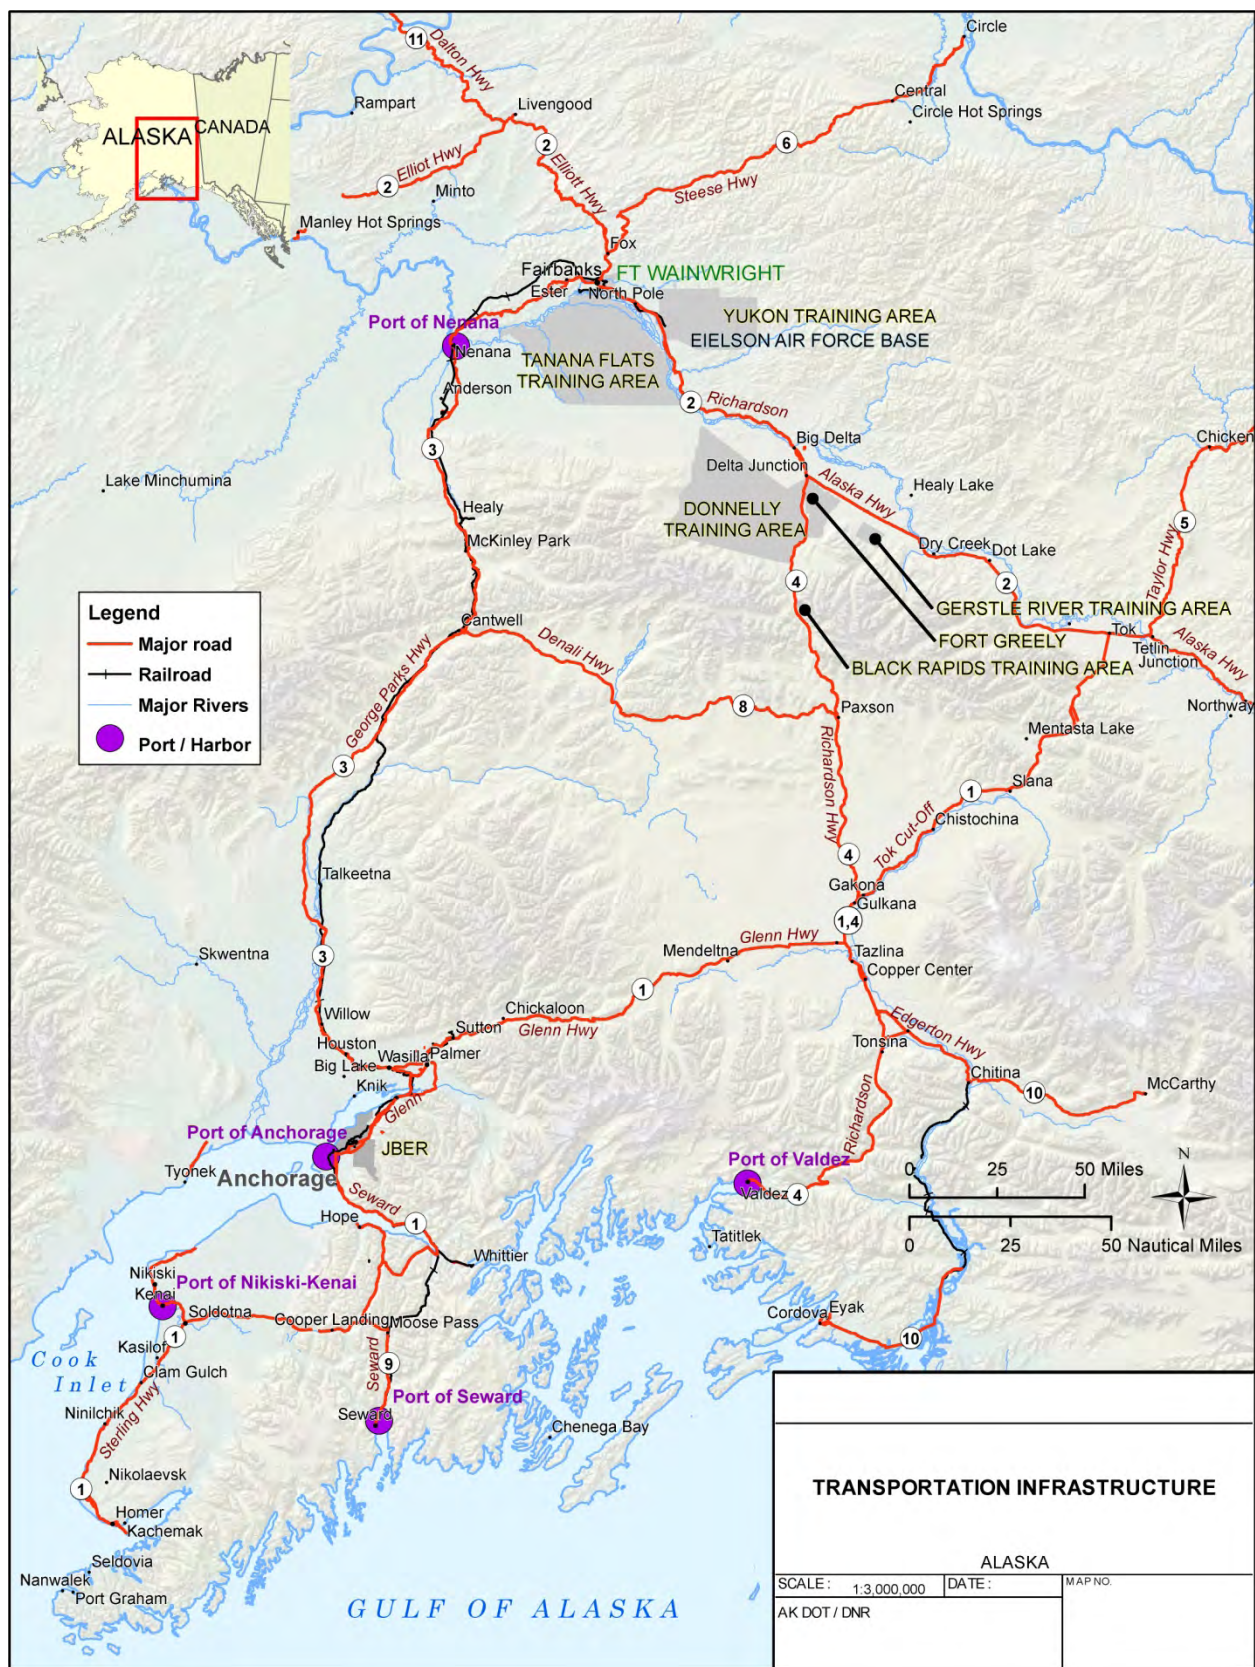 Circle
11
Dalton Hwy
Central
Rampart
Livengood
Circle Hot Springs
ALASKA
CANADA
2
6
Elliot Hwy
Elliott Hwy
2
Minto
Steese Hwy
Manley Hot Springs
Fox
Fairbanks
FT WAINWRIGHT
Ester
North Pole
Port of Nenana
YUKON TRAINING AREA
EIELSON AIR FORCE BASE
Nenana
TANANA FLATS
TRAINING AREA
Anderson
2
Richardson
Big Delta
Chicken
3
Delta Junction
Alaska Hwy
Lake Minchumina
Healy Lake
DONNELLY
TRAINING AREA
Healy
5
McKinley Park
Dry Creek
Dot Lake
4
2
Taylor Hwy
Legend
Major road
Railroad
Major Rivers
Port / Harbor
GERSTLE RIVER TRAINING AREA
Cantwell
FORT GREELY
Tok
Tetlin
Junction
Alaska Hwy
Denali Hwy
BLACK RAPIDS TRAINING AREA
George Parks Hwy
8
Paxson
Northway
Mentasta Lake
3
Richardson Hwy
1
Slana
Chistochina
Tok Cut-Off
4
Talkeetna
Gakona
Gulkana
1,4
Glenn Hwy
Skwentna
3
Mendeltna
Tazlina
Copper Center
1
Willow
Chickaloon
Glenn Hwy
Sutton
Edgerton Hwy
Houston
Palmer
Wasilla
Tonsina
Big Lake
Chitina
McCarthy
Knik
10
Glenn
Port of Anchorage
JBER
Richardson
Port of Valdez
N
0 25 50 Miles
Tyonek
Anchorage
Valdez
4
Seward
Hope
1
0 25 50 Nautical Miles
Tatitlek
Whittier
Nikiski
Port of Nikiski-Kenai
Kenai
Soldotna
Cooper Landing
Moose Pass
Cordova
Eyak
10
1
Kasilof
Cook
Inlet
Clam Gulch
Seward
9
Port of Seward
Seward
Sterling Hwy
Ninilchik
Chenega Bay
Nikolaevsk
1
Homer
Kachemak
Seldovia
Nanwalek
Port Graham
GULF OF ALASKA
TRANSPORTATION INFRASTRUCTURE
ALASKA
SCALE : 1:3,000,000
DATE :
MAP NO.
AK DOT / DNR